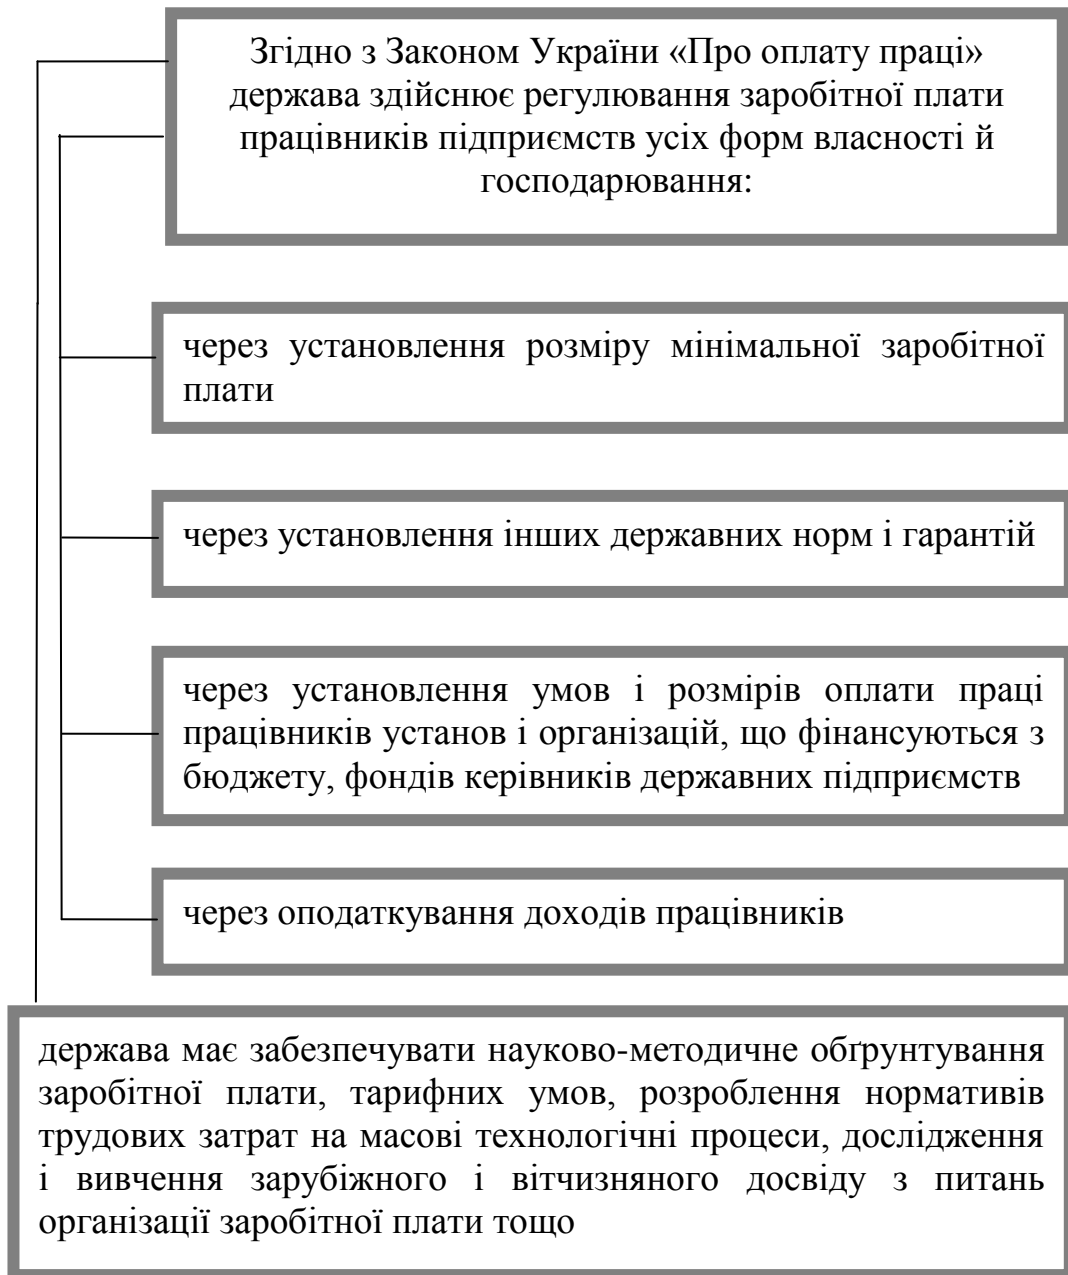 Згідно з Законом України «Про оплату праці»
держава здійснює регулювання заробітної плати
працівників підприємств усіх форм власності й
господарювання:
через установлення розміру мінімальної заробітної
плати
через установлення інших державних норм і гарантій
через установлення умов і розмірів оплати праці
працівників установ і організацій, що фінансуються з
бюджету, фондів керівників державних підприємств
через оподаткування доходів працівників
держава має забезпечувати науково-методичне обґрунтування
заробітної плати, тарифних умов, розроблення нормативів
трудових затрат на масові технологічні процеси, дослідження
і вивчення зарубіжного і вітчизняного досвіду з питань
організації заробітної плати тощо